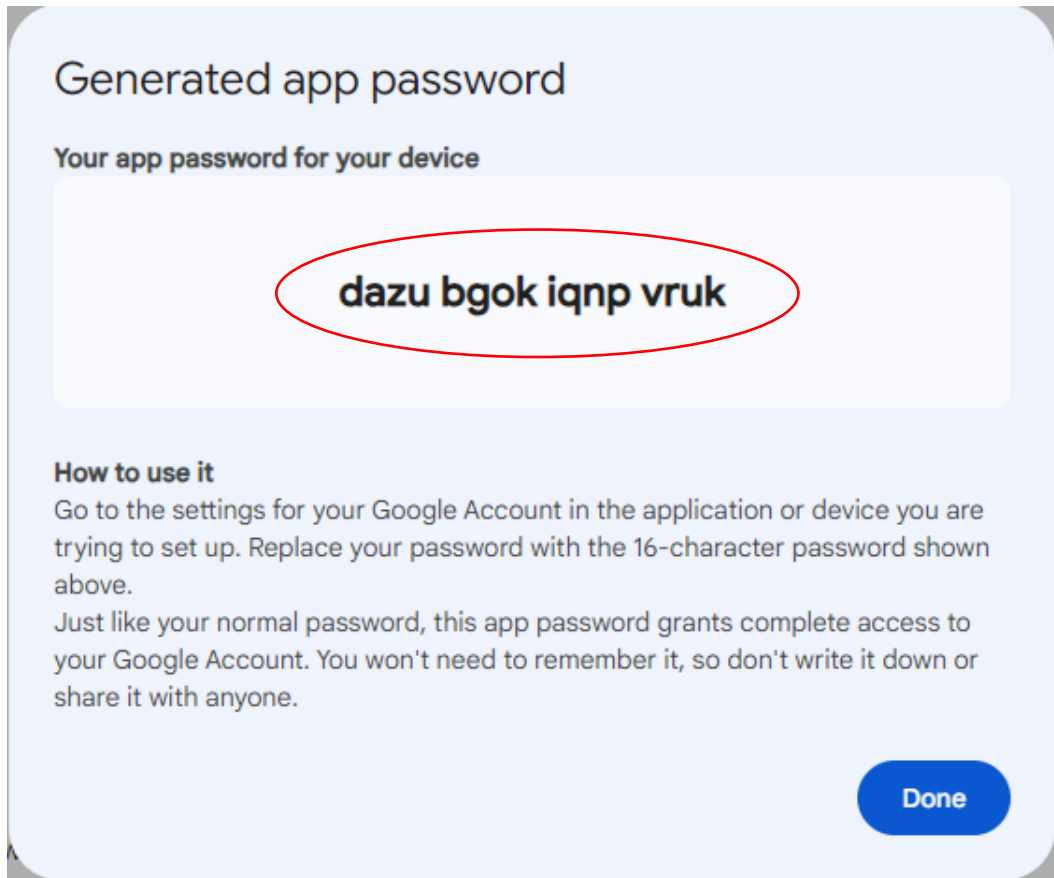 Generated app password
Your app password for your device
dazu bgok iqnp vruk
How to use it
Go to the settings for your Google Account in the application or device you are
trying to set up. Replace your password with the 16-character password shown
above.
Just like your normal password, this app password grants complete access to
your Google Account. You won't need to remember it, so don't write it down or
share it with anyone.
Done